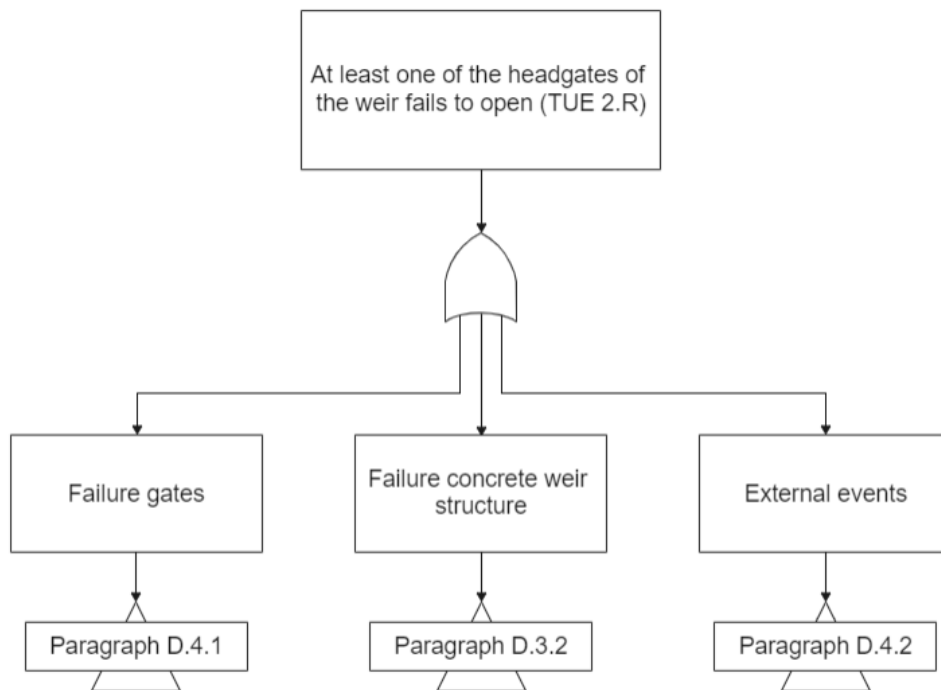 At least one of the headgates of
the weir fails to open (TUE 2.R)
Failure gates
Failure concrete weir
structure
External events
Paragraph D.4.1
Paragraph D.3.2
Paragraph D.4.2